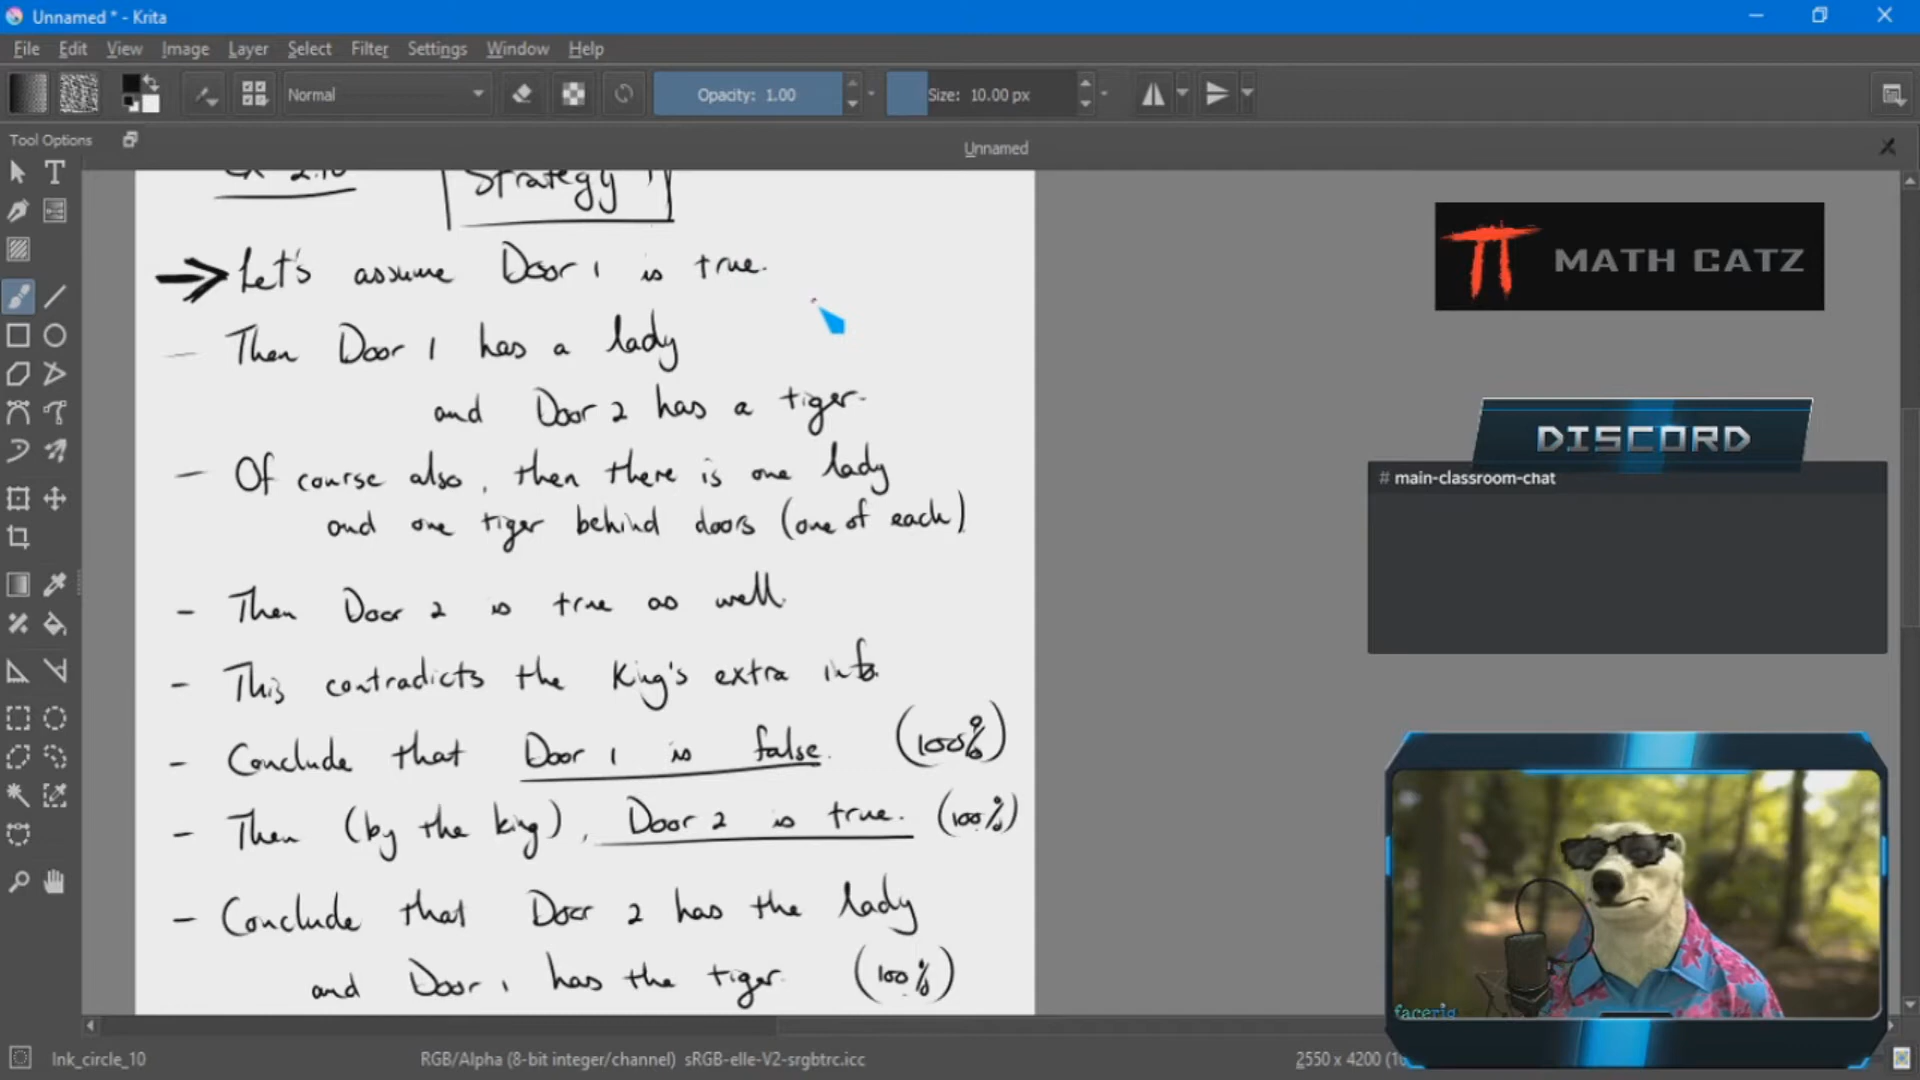 Unnamed * - Krita
File Edit View Image Layer Select Filter Settings Window Help
Normal Opacity: 1.00 Size: 10.00 px
Tool Options
Unnamed
Ex 2.10 Strategy 1
Let's assume Door 1 is true.
- Then Door 1 has a lady
and Door 2 has a tiger.
- Of course also, then there is one lady
and one tiger behind doors (one of each)
- Then Door 2 is true as well.
- This contradicts the King's extra info.
- Conclude that Door 1 is false. (100%)
- Then (by the king), Door 2 is true. (100%)
- Conclude that Door 2 has the lady
and Door 1 has the tiger. (100%)
MATH CATZ
DISCORD
# main-classroom-chat
facerig
Ink_circle_10 RGB/Alpha (8-bit integer/channel) sRGB-elle-V2-srgbtrc.icc 2550 x 4200